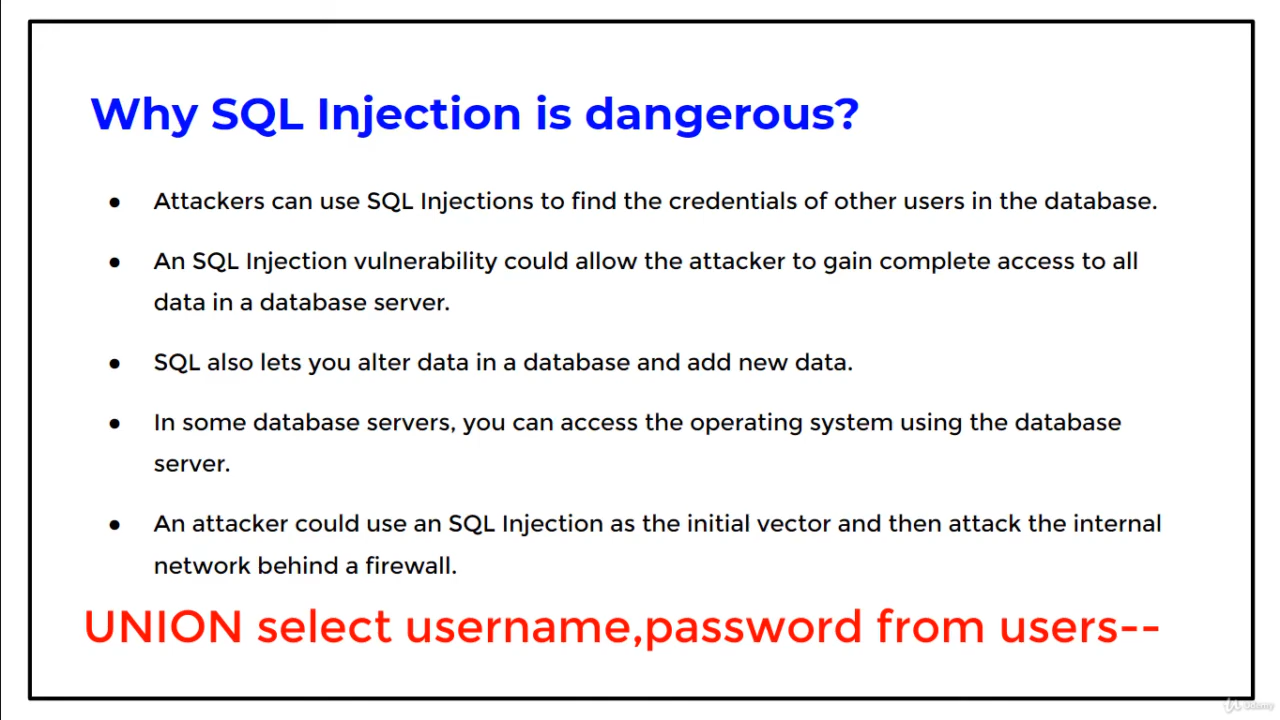 Why SQL Injection is dangerous?
● Attackers can use SQL Injections to find the credentials of other users in the database.
● An SQL Injection vulnerability could allow the attacker to gain complete access to all
data in a database server.
● SQL also lets you alter data in a database and add new data.
● In some database servers, you can access the operating system using the database
server.
● An attacker could use an SQL Injection as the initial vector and then attack the internal
network behind a firewall.
UNION select username,password from users--
Udemy